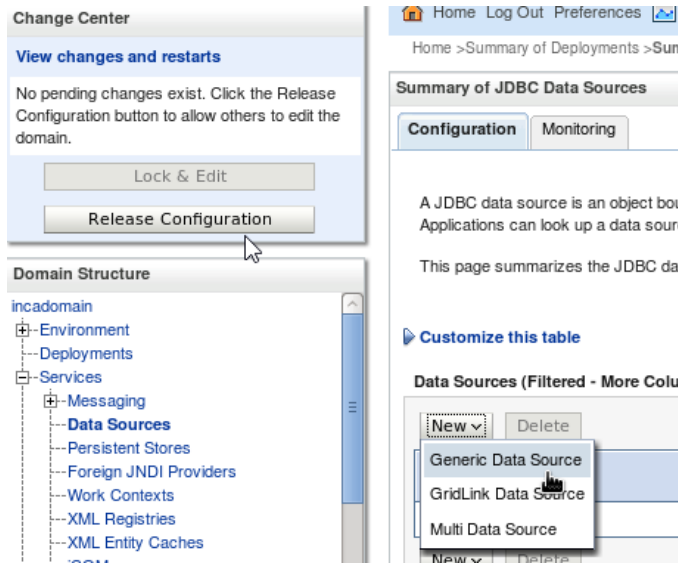 Change Center
View changes and restarts
No pending changes exist. Click the Release
Configuration button to allow others to edit the
domain.
Lock & Edit
Release Configuration
Domain Structure
incadomain
Environment
Deployments
Services
Messaging
Data Sources
Persistent Stores
Foreign JNDI Providers
Work Contexts
XML Registries
XML Entity Caches
Home Log Out Preferences
Home >Summary of Deployments >Sum
Summary of JDBC Data Sources
Configuration Monitoring
A JDBC data source is an object bou
Applications can look up a data sour
This page summarizes the JDBC da
Customize this table
Data Sources (Filtered - More Colu
New Delete
Generic Data Source
GridLink Data Source
Multi Data Source
New Delete